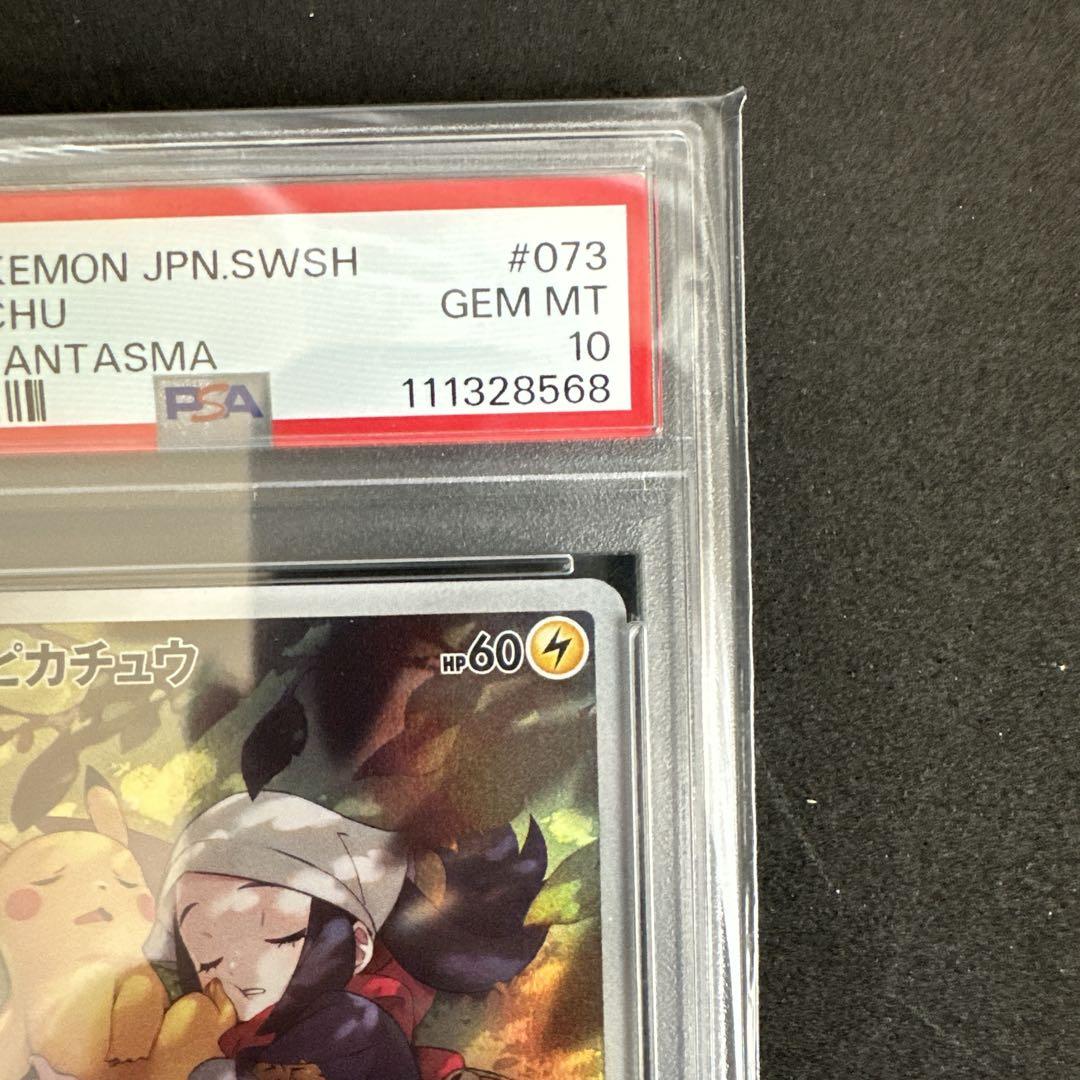 KEMON JPN.SWSH #073
CHU GEM MT
ANTASMA 10
PSA 111328568
ピカチュウ HP60